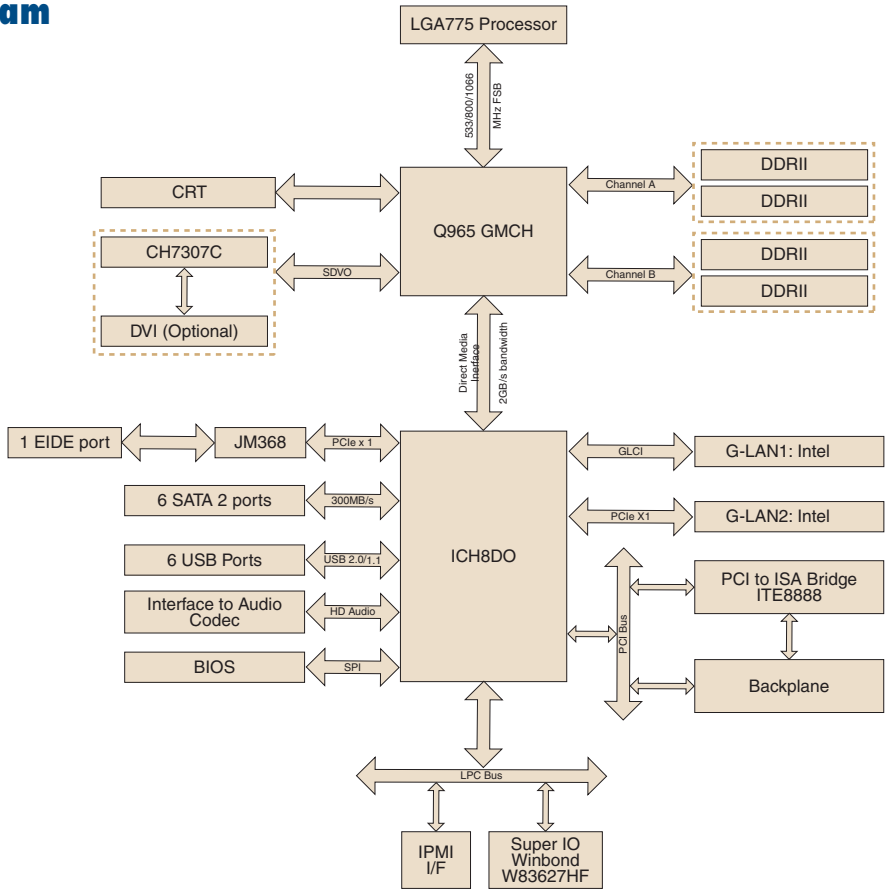 am
LGA775 Processor
533/800/1066
MHz FSB
CRT
Q965 GMCH
Channel A
DDRII
DDRII
CH7307C
SDVO
DVI (Optional)
Channel B
DDRII
DDRII
Direct Media
Inerface
2GB/s bandwidth
1 EIDE port
JM368
PCIe x 1
GLCI
G-LAN1: Intel
6 SATA 2 ports
300MB/s
ICH8DO
PCIe X1
G-LAN2: Intel
6 USB Ports
USB 2.0/1.1
PCI Bus
PCI to ISA Bridge
ITE8888
Interface to Audio
Codec
HD Audio
BIOS
SPI
Backplane
LPC Bus
IPMI
I/F
Super IO
Winbond
W83627HF